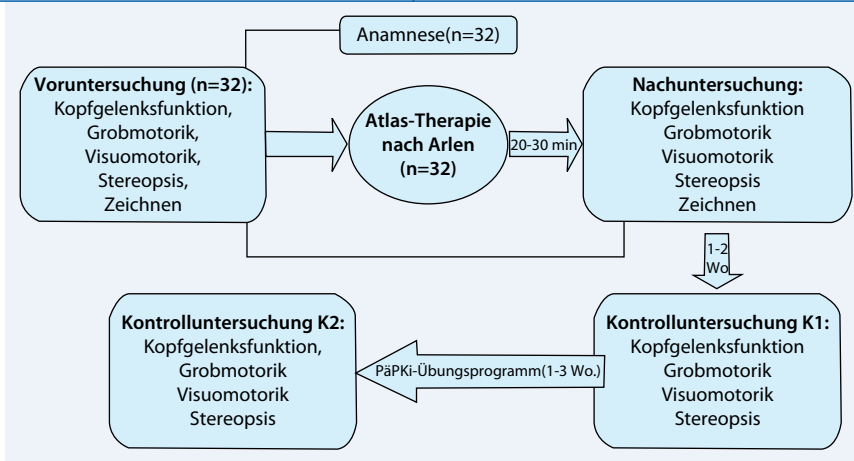 Anamnese(n=32)
Voruntersuchung (n=32):
Kopfgelenksfunktion,
Grobmotorik,
Visuomotorik,
Stereopsis,
Zeichnen
Atlas-Therapie
nach Arlen
(n=32)
20-30 min
Nachuntersuchung:
Kopfgelenksfunktion
Grobmotorik
Visuomotorik
Stereopsis
Zeichnen
1-2
Wo
Kontrolluntersuchung K1:
Kopfgelenksfunktion
Grobmotorik
Visuomotorik
Stereopsis
PäPKi-Übungsprogramm(1-3 Wo.)
Kontrolluntersuchung K2:
Kopfgelenksfunktion,
Grobmotorik
Visuomotorik
Stereopsis